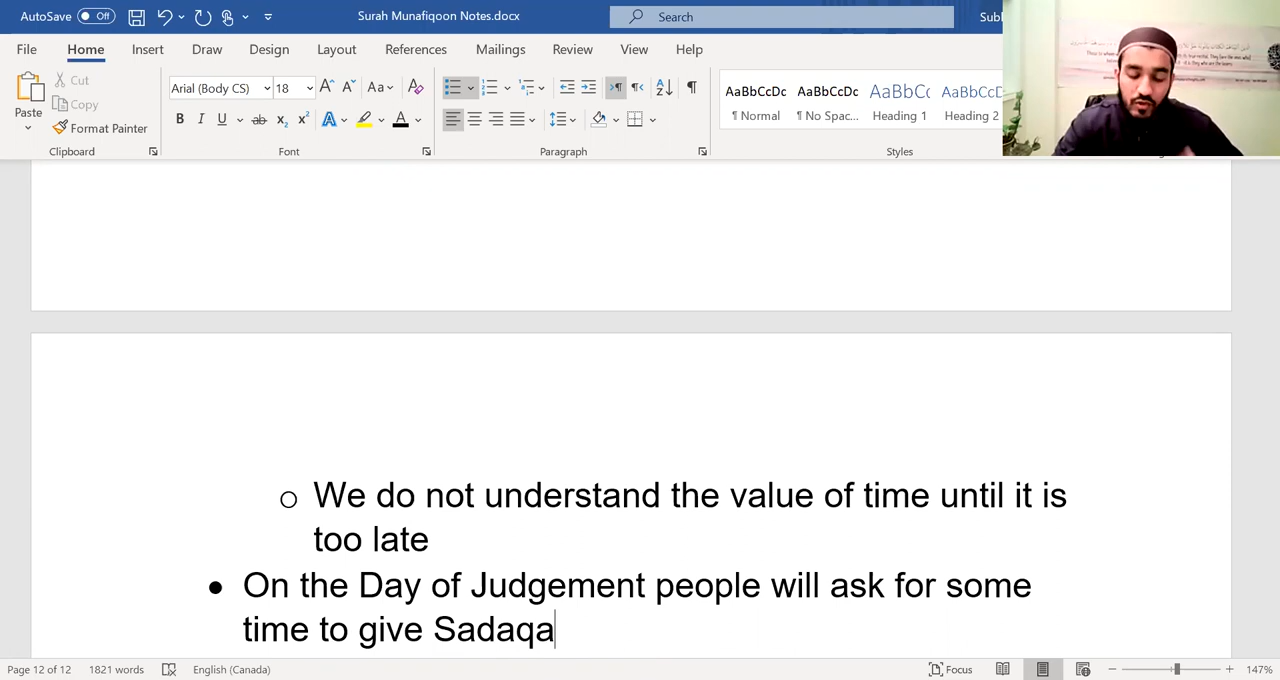 AutoSave Off Surah Munafiqoon Notes.docx Search
File Home Insert Draw Design Layout References Mailings Review View Help
Paste Cut Copy Format Painter Clipboard
Arial (Body CS) 18 Font
Paragraph
AaBbCcDc ¶ Normal AaBbCcDc ¶ No Spac... AaBbC Heading 1 Heading 2 Styles
○ We do not understand the value of time until it is
too late
● On the Day of Judgement people will ask for some
time to give Sadaqa
Page 12 of 12 1821 words English (Canada) Focus 147%